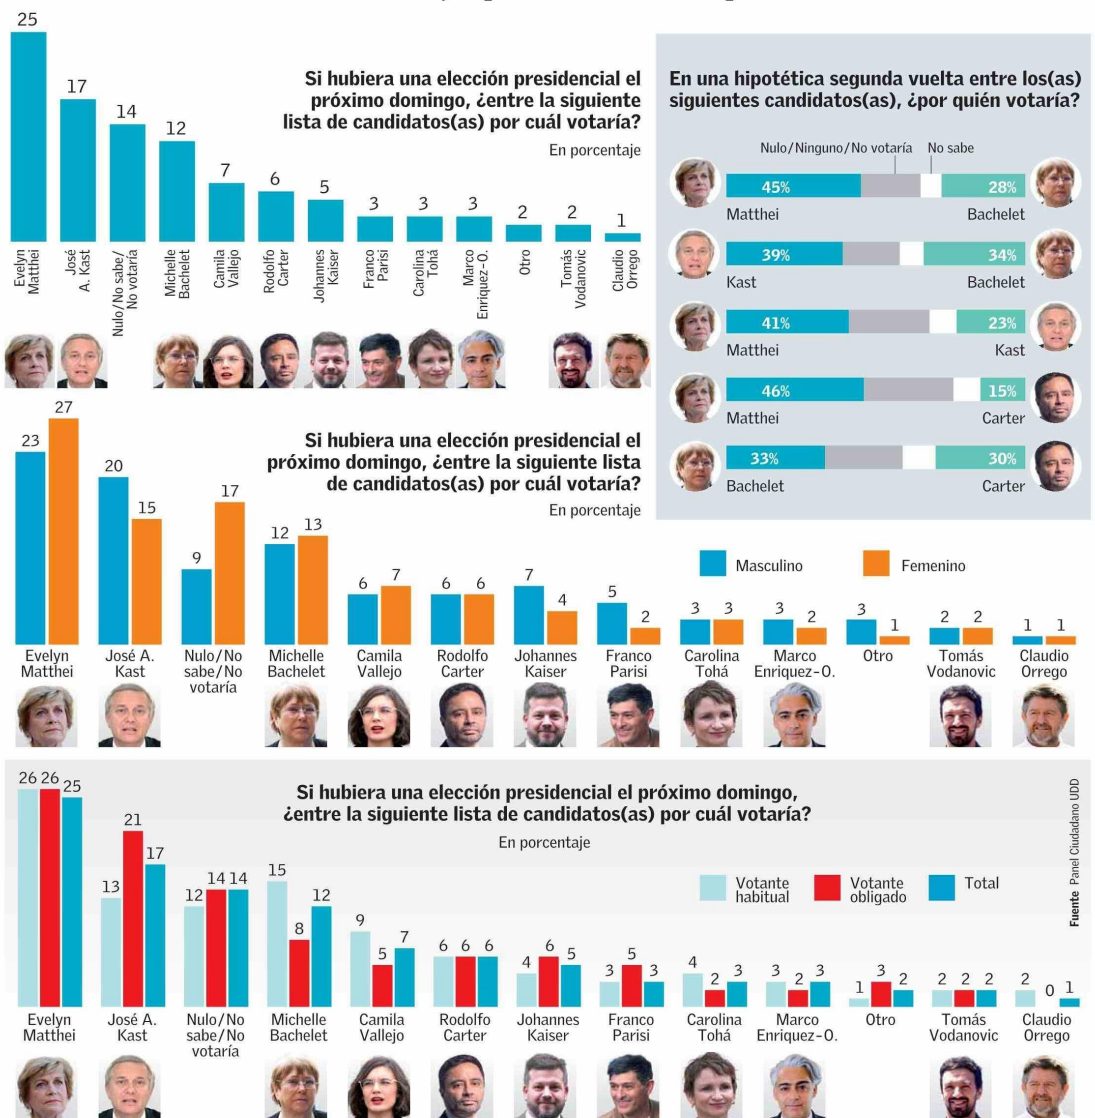 25
17
14
12
7
6
5
3
3
3
2
2
1
Si hubiera una elección presidencial el
próximo domingo, ¿entre la siguiente
lista de candidatos(as) por cuál votaría?
En porcentaje
Evelyn
Matthei
José
A. Kast
Nulo/No sabe/
No votaría
Michelle
Bachelet
Camila
Vallejo
Rodolfo
Carter
Johannes
Kaiser
Franco
Parisi
Carolina
Tohá
Marco
Enriquez-O.
Otro
Tomás
Vodanovic
Claudio
Orrego
En una hipotética segunda vuelta entre los(as)
siguientes candidatos(as), ¿por quién votaría?
Nulo/Ninguno/No votaría No sabe
45% 28%
Matthei Bachelet
39% 34%
Kast Bachelet
41% 23%
Matthei Kast
46% 15%
Matthei Carter
33% 30%
Bachelet Carter
Si hubiera una elección presidencial el
próximo domingo, ¿entre la siguiente lista
de candidatos(as) por cuál votaría?
En porcentaje
Masculino Femenino
23 27
20 15
9 17
12 13
6 7
6 6
7 4
5 2
3 3
3 2
3 1
2 2
1 1
Evelyn
Matthei
José A.
Kast
Nulo/No
sabe/No
votaría
Michelle
Bachelet
Camila
Vallejo
Rodolfo
Carter
Johannes
Kaiser
Franco
Parisi
Carolina
Tohá
Marco
Enriquez-O.
Otro
Tomás
Vodanovic
Claudio
Orrego
Si hubiera una elección presidencial el próximo domingo,
¿entre la siguiente lista de candidatos(as) por cuál votaría?
En porcentaje
Votante
habitual
Votante
obligado
Total
26 26 25
13 21 17
12 14 14
15 8 12
9 5 7
6 6 6
4 6 5
3 5 3
4 2 3
3 2 3
1 3 2
2 2 2
2 0 1
Evelyn
Matthei
José A.
Kast
Nulo/No
sabe/No
votaría
Michelle
Bachelet
Camila
Vallejo
Rodolfo
Carter
Johannes
Kaiser
Franco
Parisi
Carolina
Tohá
Marco
Enriquez-O.
Otro
Tomás
Vodanovic
Claudio
Orrego
Fuente Panel Ciudadano UDD